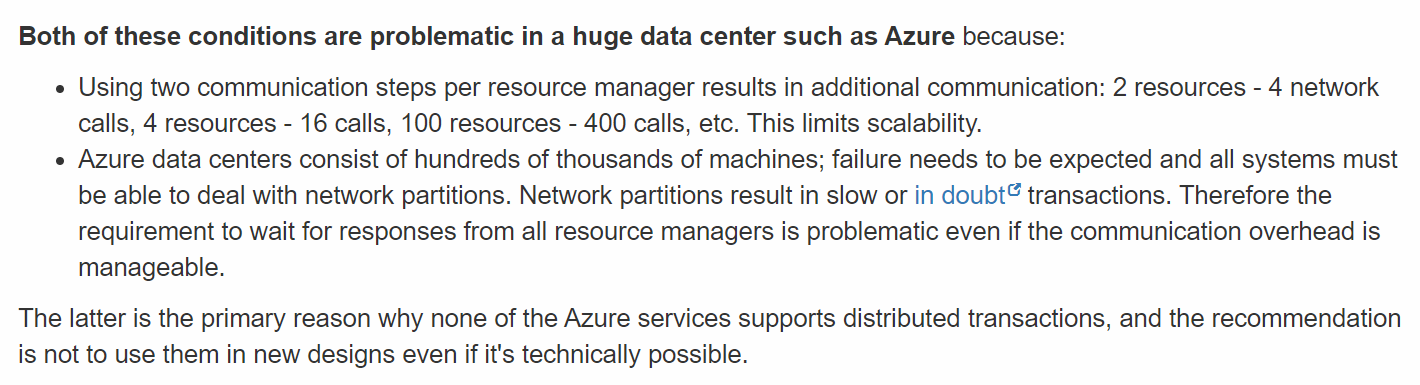 Both of these conditions are problematic in a huge data center such as Azure because:
• Using two communication steps per resource manager results in additional communication: 2 resources - 4 network
calls, 4 resources - 16 calls, 100 resources - 400 calls, etc. This limits scalability.
• Azure data centers consist of hundreds of thousands of machines; failure needs to be expected and all systems must
be able to deal with network partitions. Network partitions result in slow or in doubt transactions. Therefore the
requirement to wait for responses from all resource managers is problematic even if the communication overhead is
manageable.
The latter is the primary reason why none of the Azure services supports distributed transactions, and the recommendation
is not to use them in new designs even if it's technically possible.